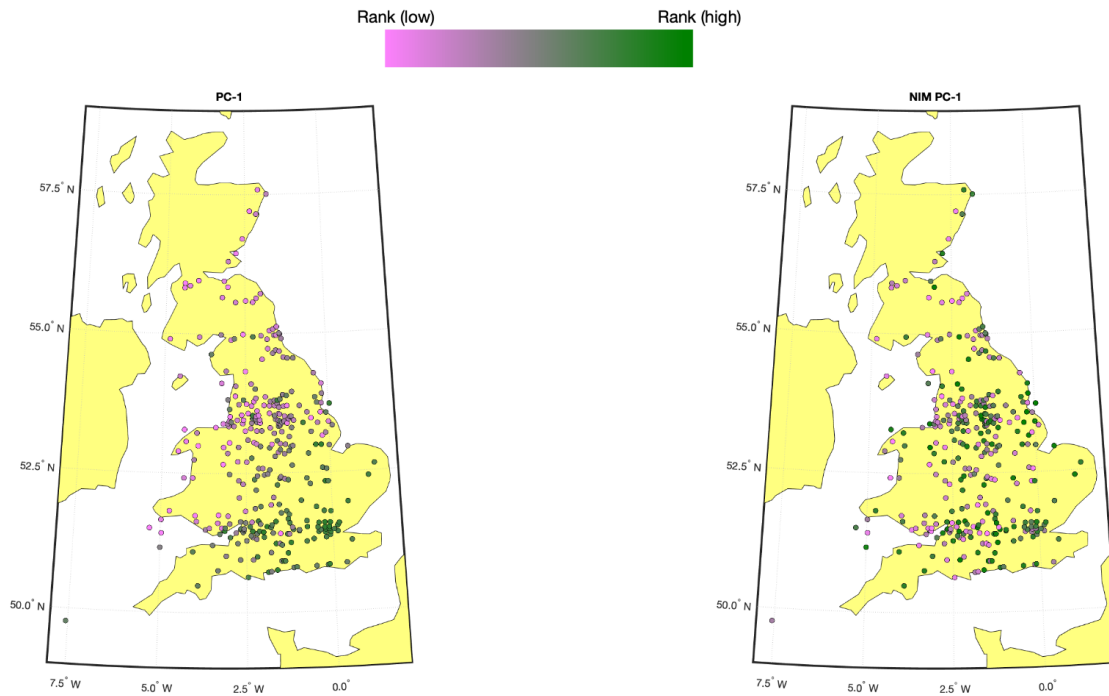 Rank (low) Rank (high)
PC-1 NIM PC-1
57.5° N 57.5° N
55.0° N 55.0° N
52.5° N 52.5° N
50.0° N 50.0° N
7.5° W 5.0° W 2.5° W 0.0° 7.5° W 5.0° W 2.5° W 0.0°